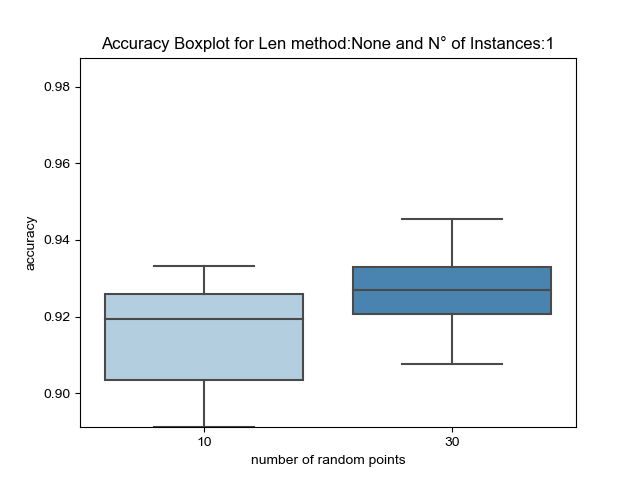 Accuracy Boxplot for Len method:None and N° of Instances:1
0.98
0.96
0.94
0.92
0.90
accuracy
10 30
number of random points